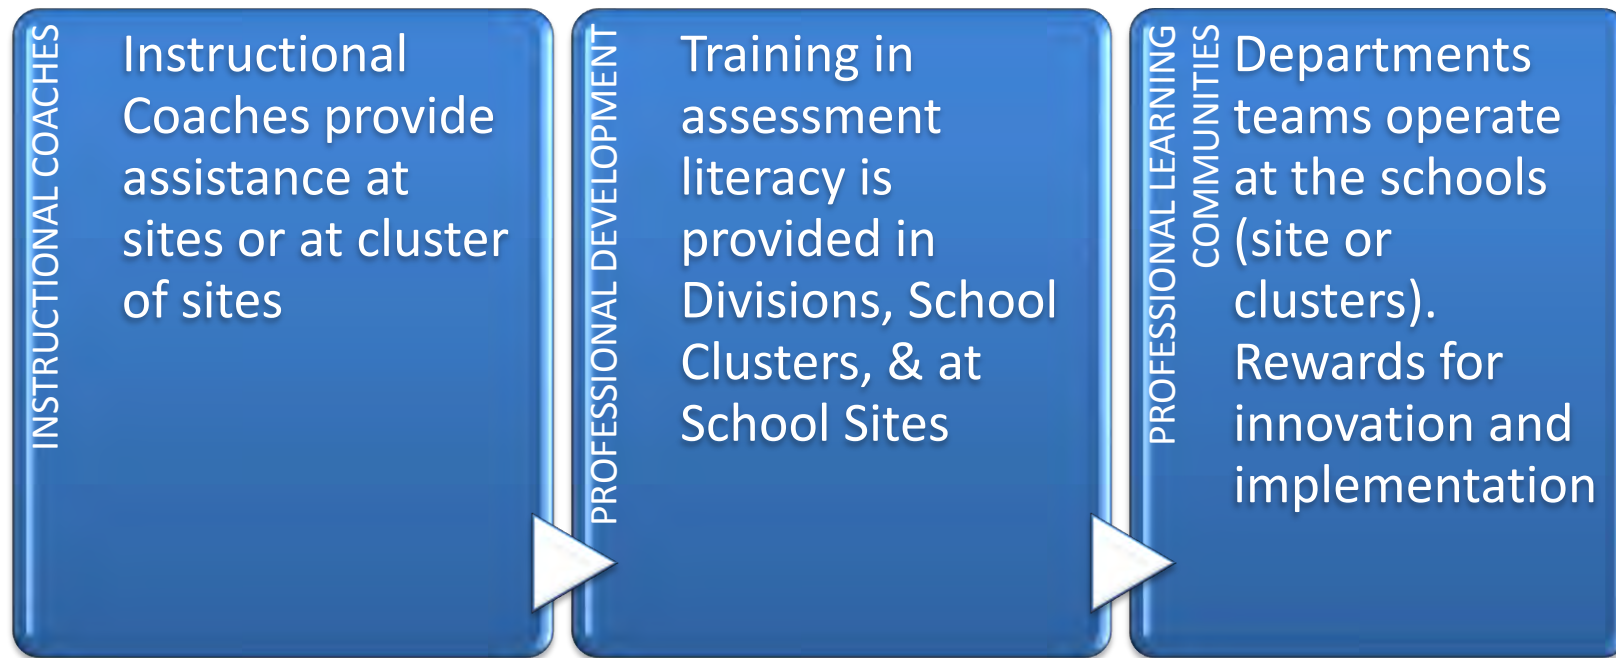 INSTRUCTIONAL COACHES
Instructional
Coaches provide
assistance at
sites or at cluster
of sites
PROFESSIONAL DEVELOPMENT
Training in
assessment
literacy is
provided in
Divisions, School
Clusters, & at
School Sites
PROFESSIONAL LEARNING
COMMUNITIES
Departments
teams operate
at the schools
(site or
clusters).
Rewards for
innovation and
implementation